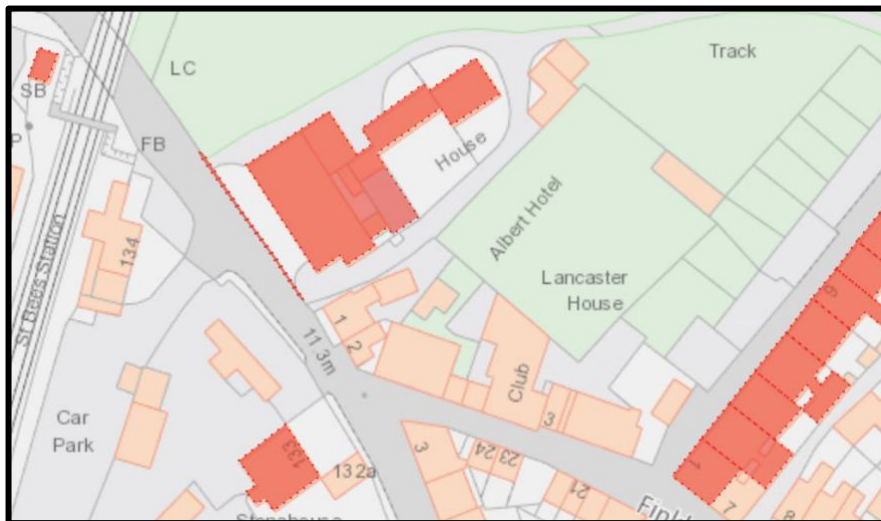 Track
LC
SB
P
FB
House
134
St Bees Station
Albert Hotel
Lancaster
House
11.3m
1
2
9
Club
3
Car
Park
133
132a
3
24
23
21
1
7
8